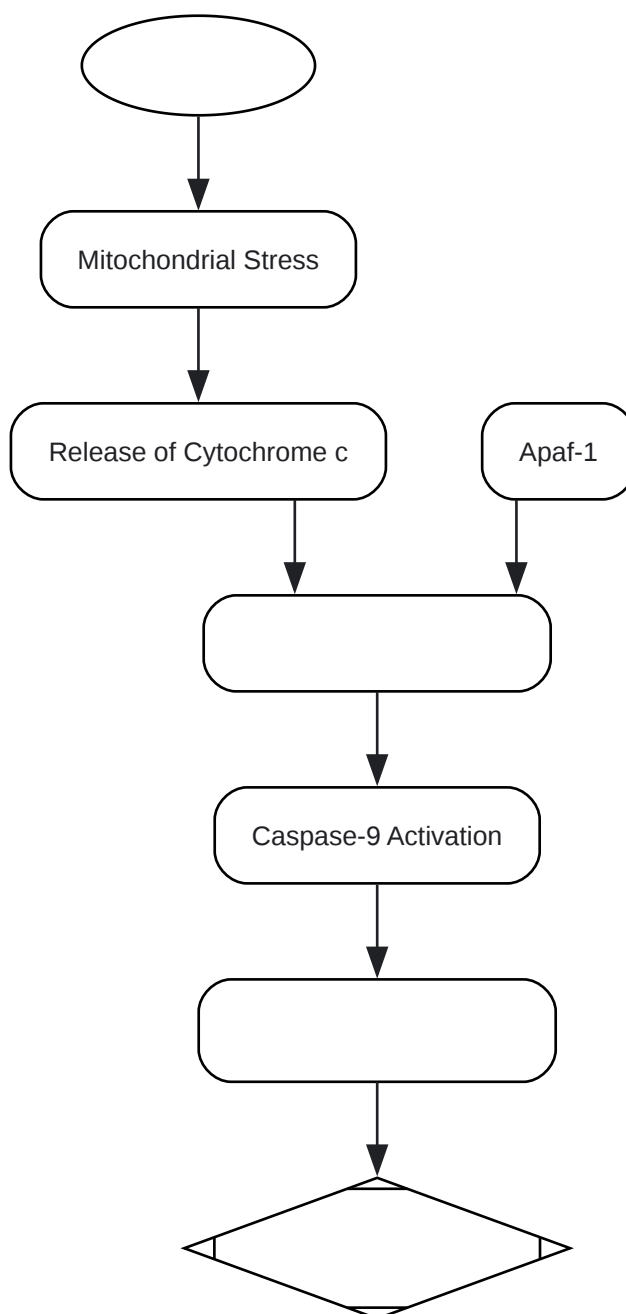 Mitochondrial Stress
Release of Cytochrome c
Apaf-1
Caspase-9 Activation